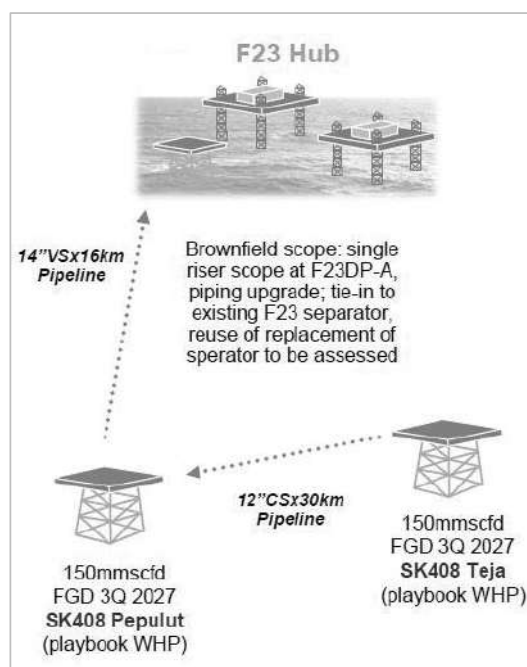 F23 Hub
14”VSx16km
Pipeline
Brownfield scope: single
riser scope at F23DP-A,
piping upgrade; tie-in to
existing F23 separator,
reuse of replacement of
sperator to be assessed
12”CSx30km
Pipeline
150mmscfd
FGD 3Q 2027
SK408 Teja
(playbook WHP)
150mmscfd
FGD 3Q 2027
SK408 Pepulut
(playbook WHP)